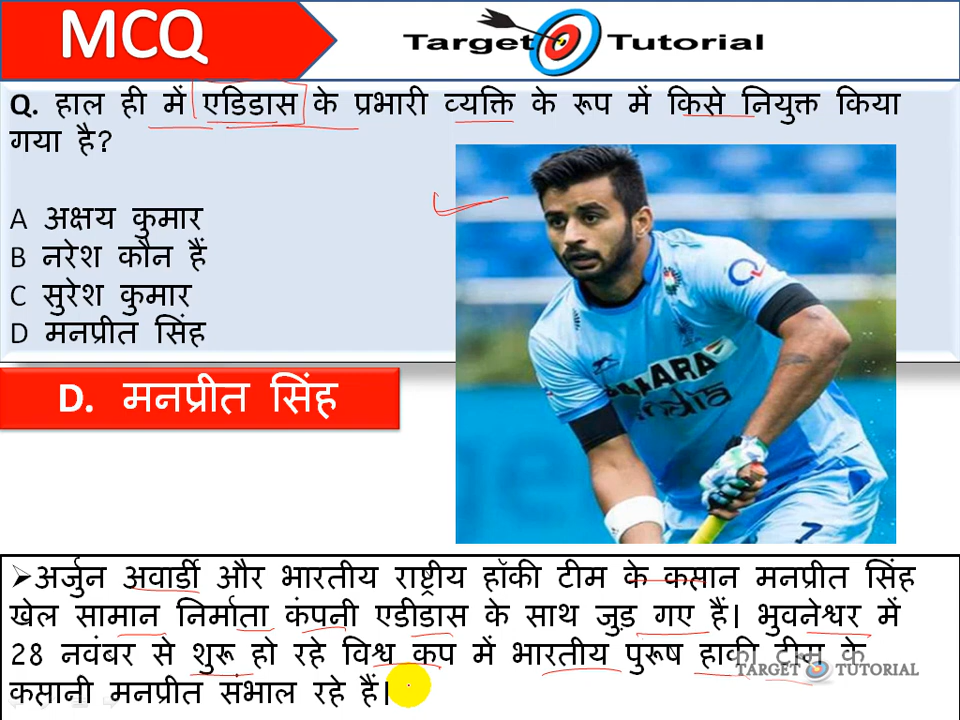 MCQ
Target Tutorial
Q. हाल ही में एडिडास के प्रभारी व्यक्ति के रूप में किसे नियुक्त किया
गया है?
A अक्षय कुमार
B नरेश कौन हैं
C सुरेश कुमार
D मनप्रीत सिंह
SAHARA
India
7
D. मनप्रीत सिंह
➢अर्जुन अवार्डी और भारतीय राष्ट्रीय हॉकी टीम के कप्तान मनप्रीत सिंह
खेल सामान निर्माता कंपनी एडीडास के साथ जुड़ गए हैं। भुवनेश्वर में
28 नवंबर से शुरू हो रहे विश्व कप में भारतीय पुरूष हाकी टीम के
TARGET TUTORIAL
कप्तानी मनप्रीत संभाल रहे हैं।